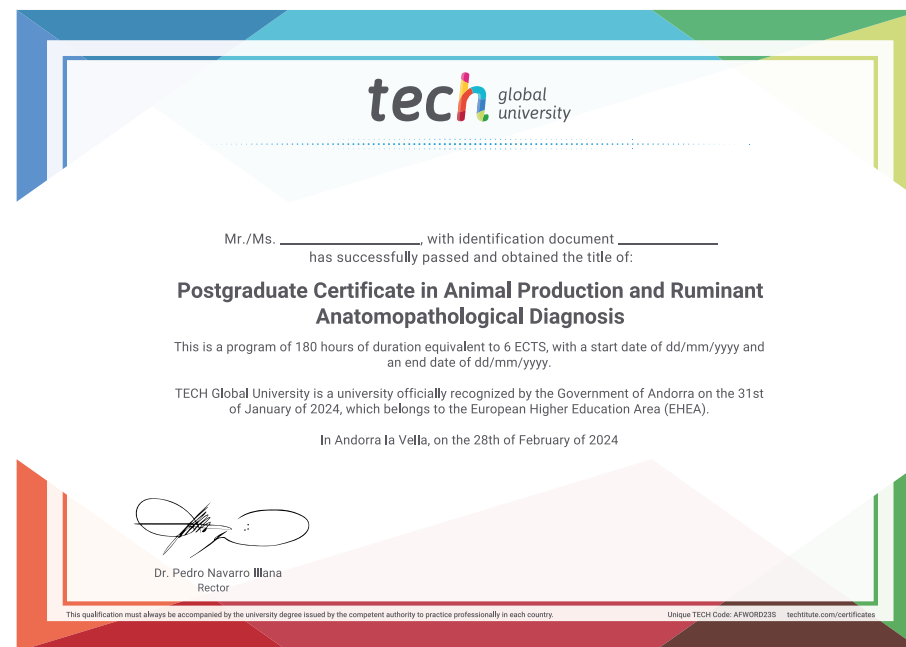 tech global
university
Mr./Ms. ____________, with identification document ____________
has successfully passed and obtained the title of:
Postgraduate Certificate in Animal Production and Ruminant
Anatomopathological Diagnosis
This is a program of 180 hours of duration equivalent to 6 ECTS, with a start date of dd/mm/yyyy and
an end date of dd/mm/yyyy.
TECH Global University is a university officially recognized by the Government of Andorra on the 31st
of January of 2024, which belongs to the European Higher Education Area (EHEA).
In Andorra la Vella, on the 28th of February of 2024
Dr. Pedro Navarro Illana
Rector
This qualification must always be accompanied by the university degree issued by the competent authority to practice professionally in each country.
Unique TECH Code: AFWORD23S techtitute.com/certificates